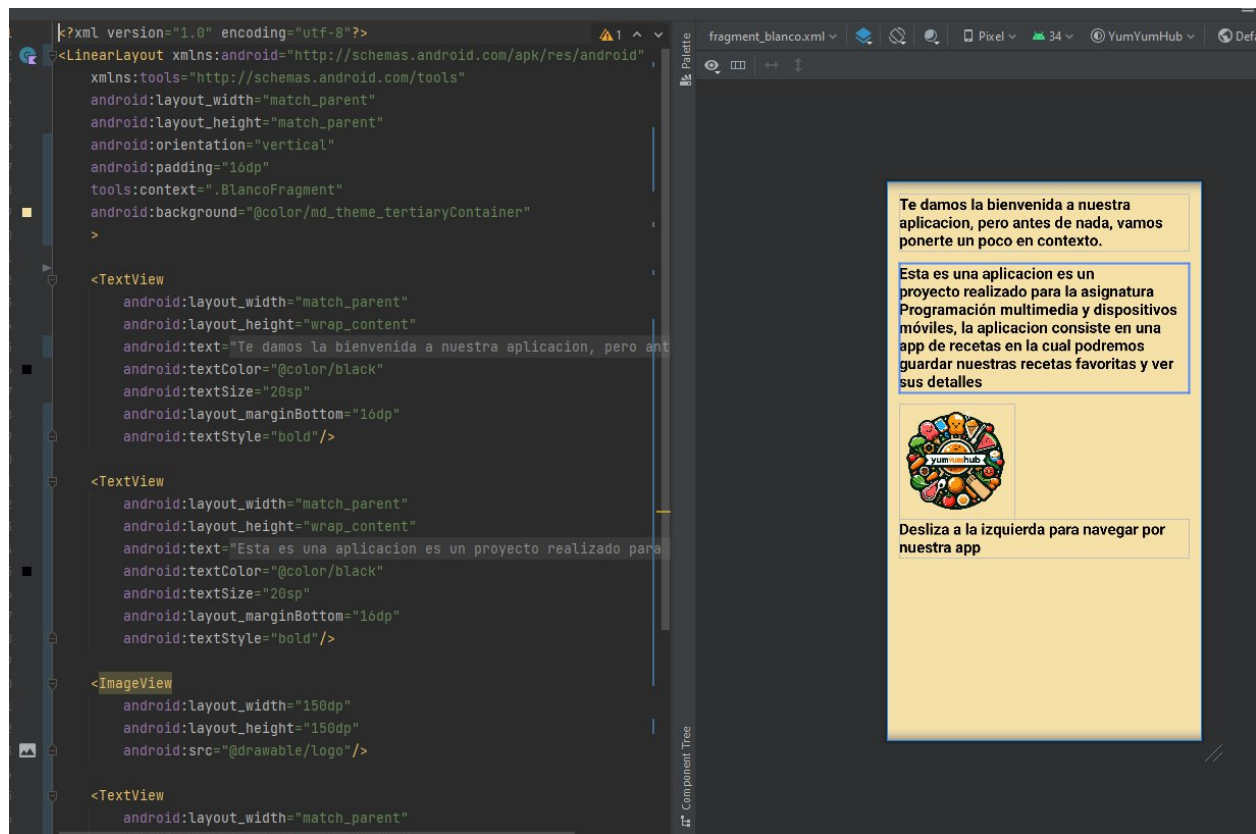 <?xml version="1.0" encoding="utf-8"?>
<LinearLayout xmlns:android="http://schemas.android.com/apk/res/android"
xmlns:tools="http://schemas.android.com/tools"
android:layout_width="match_parent"
android:layout_height="match_parent"
android:orientation="vertical"
android:padding="16dp"
tools:context=".BlancoFragment"
android:background="@color/md_theme_tertiaryContainer"
>
<TextView
android:layout_width="match_parent"
android:layout_height="wrap_content"
android:text="Te damos la bienvenida a nuestra aplicacion, pero ant
android:textColor="@color/black"
android:textSize="20sp"
android:layout_marginBottom="16dp"
android:textStyle="bold"/>
<TextView
android:layout_width="match_parent"
android:layout_height="wrap_content"
android:text="Esta es una aplicacion es un proyecto realizado para
android:textColor="@color/black"
android:textSize="20sp"
android:layout_marginBottom="16dp"
android:textStyle="bold"/>
<ImageView
android:layout_width="150dp"
android:layout_height="150dp"
android:src="@drawable/logo"/>
<TextView
android:layout_width="match_parent"
1
Palette
Component Tree
fragment_blanco.xml Pixel 34 YumYumHub Defa
Te damos la bienvenida a nuestra
aplicacion, pero antes de nada, vamos
ponerte un poco en contexto.
Esta es una aplicacion es un
proyecto realizado para la asignatura
Programación multimedia y dispositivos
móviles, la aplicacion consiste en una
app de recetas en la cual podremos
guardar nuestras recetas favoritas y ver
sus detalles
yumyumhub
Desliza a la izquierda para navegar por
nuestra app